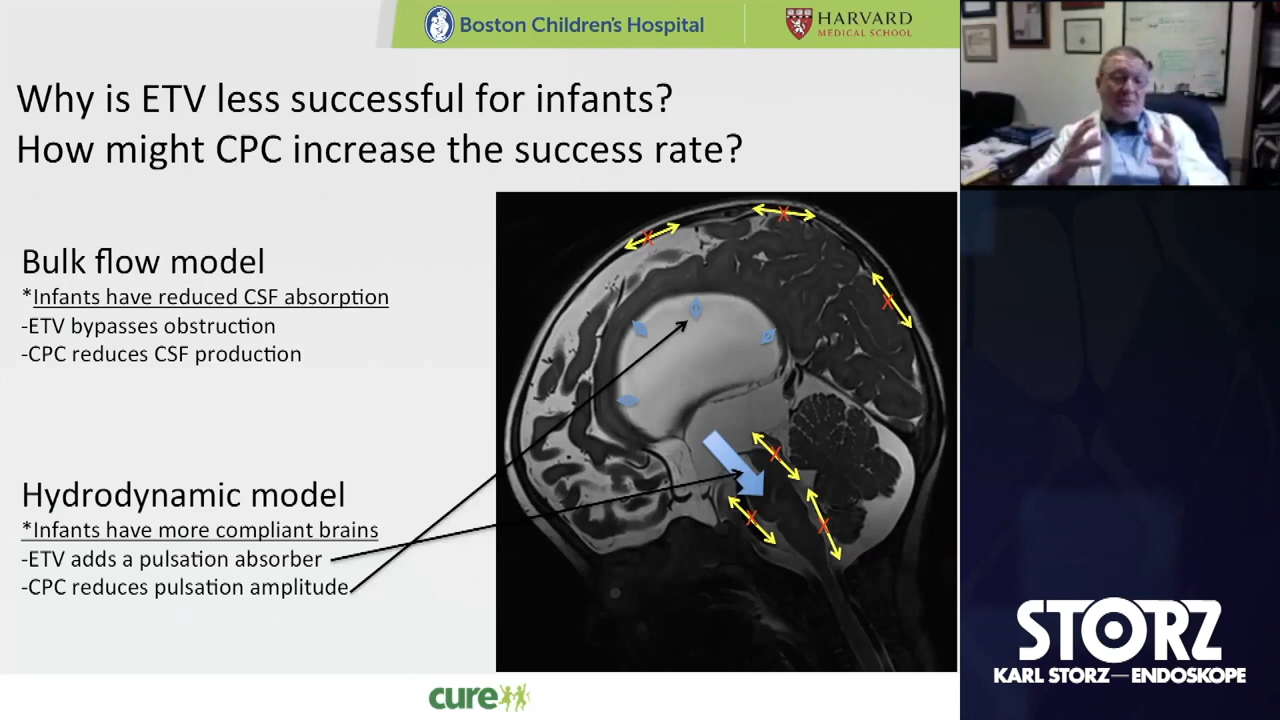 Boston Children's Hospital
HARVARD
MEDICAL SCHOOL
Why is ETV less successful for infants?
How might CPC increase the success rate?
Bulk flow model
*Infants have reduced CSF absorption
-ETV bypasses obstruction
-CPC reduces CSF production
X
X
X
X
X
X
Hydrodynamic model
*Infants have more compliant brains
-ETV adds a pulsation absorber
-CPC reduces pulsation amplitude
cure
STORZ
KARL STORZ—ENDOSKOPE